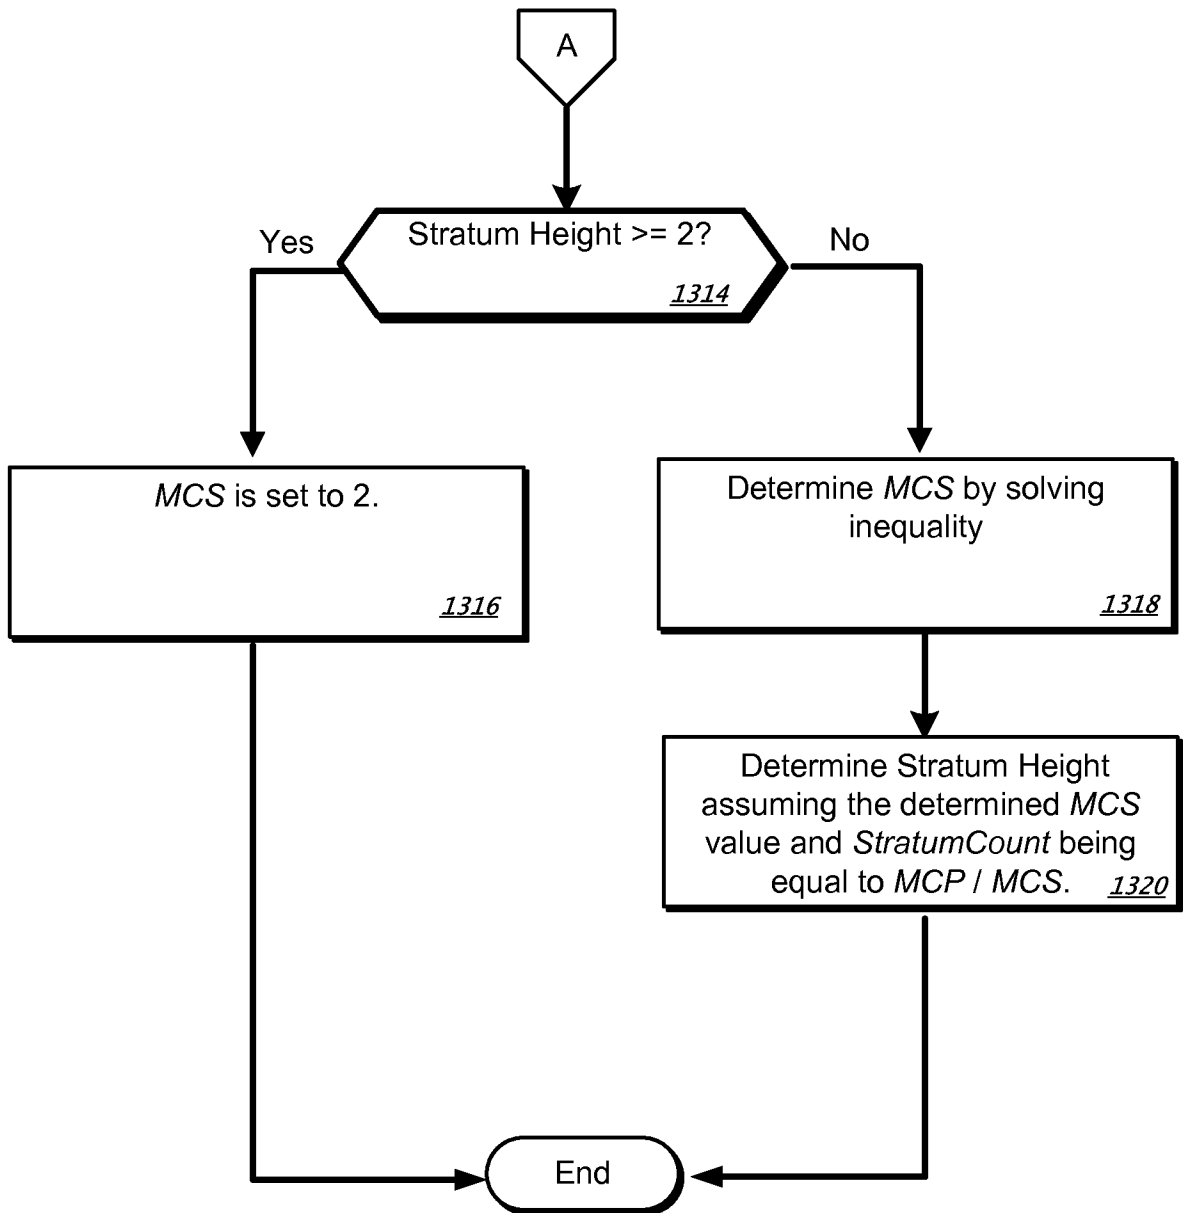 A
Stratum Height >= 2?
1314
Yes
No
MCS is set to 2.
1316
Determine MCS by solving
inequality
1318
Determine Stratum Height
assuming the determined MCS
value and StratumCount being
equal to MCP / MCS.
1320
End